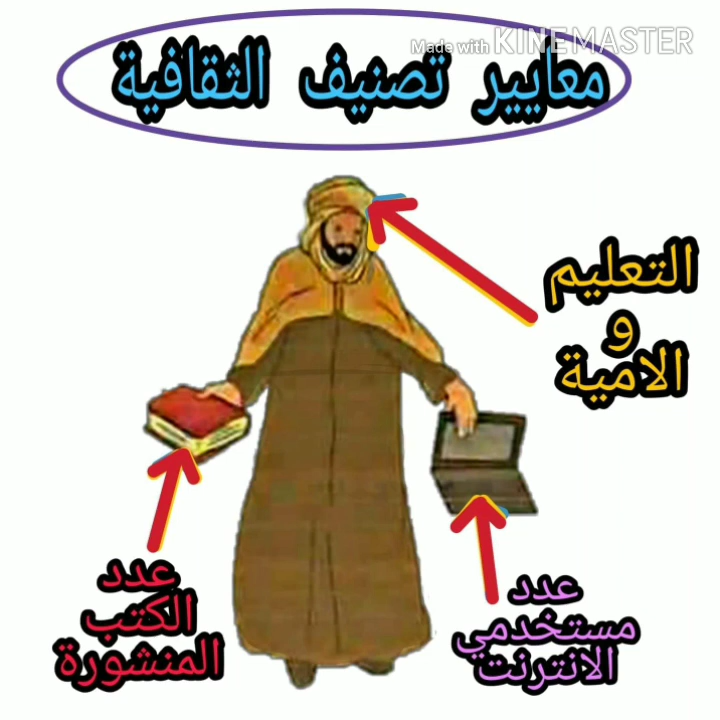 Made with KINEMASTER
معايير تصنيف الثقافية
التعليم
و
الامية
عدد
الكتب
المنشورة
عدد
مستخدمي
الانترنت